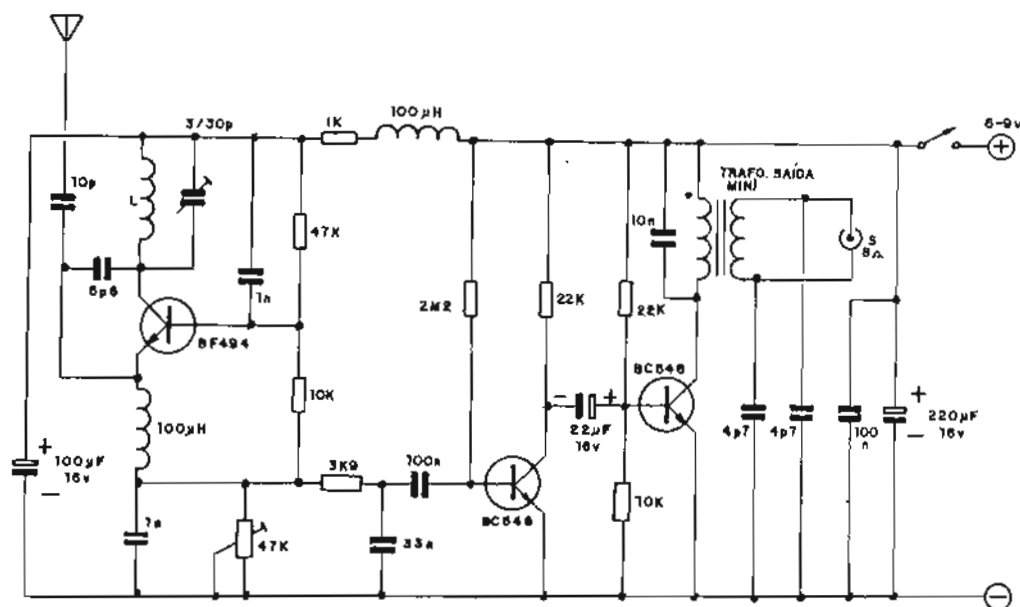 3/30p
1K
100μH
6-9v
+
10p
L
47K
TRAFO. SAÍDA
MINI
10n
S
8Ω
6p8
1n
2M2
22K
22K
BF494
10K
BC548
100μH
+
100μF
16v
−
− +
22μF
16v
4p7
4p7
100
n
+
220μF
16v
−
3K9
100n
BC548
10K
1n
47K
33n
−